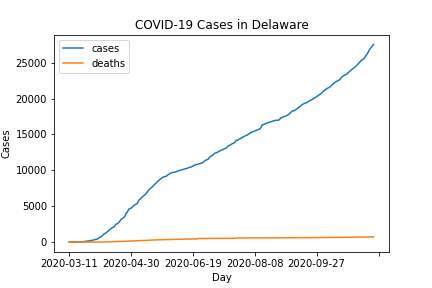 COVID-19 Cases in Delaware
cases
deaths
25000
20000
15000
10000
5000
0
Cases
2020-03-11 2020-04-30 2020-06-19 2020-08-08 2020-09-27
Day